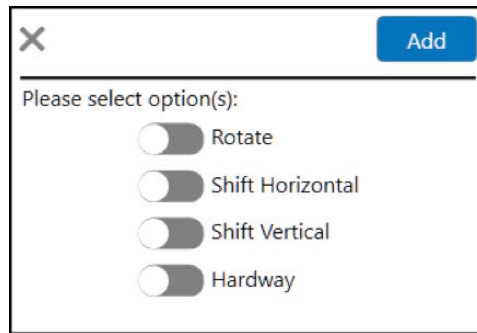 Add
Please select option(s):
Rotate
Shift Horizontal
Shift Vertical
Hardway